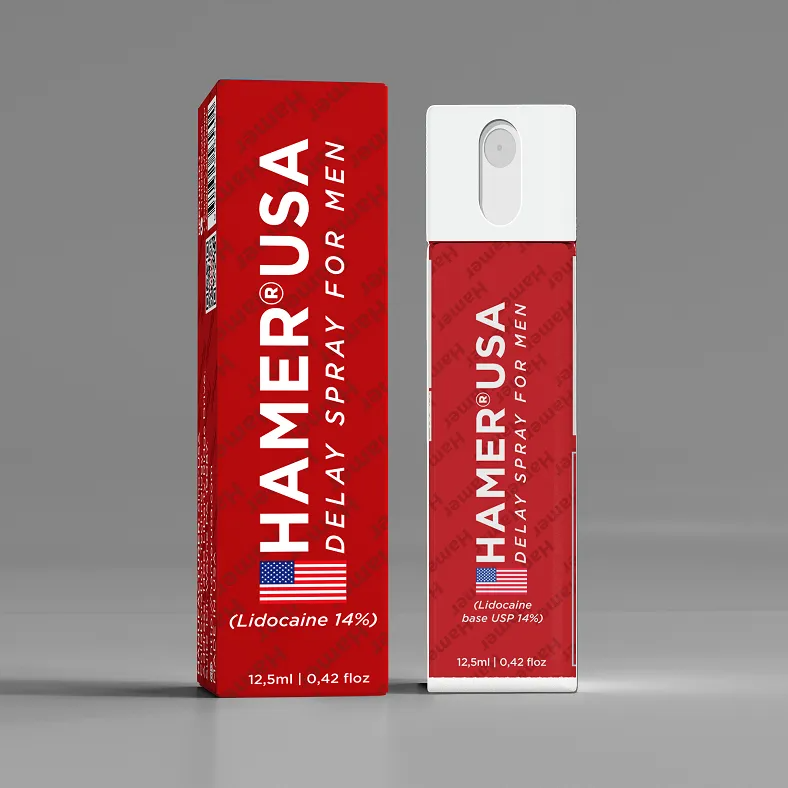 HAMER®USA
DELAY SPRAY FOR MEN
(Lidocaine 14%)
12,5ml | 0,42 floz
HAMER®USA
DELAY SPRAY FOR MEN
(Lidocaine
base USP 14%)
12,5ml | 0,42 floz
Hamer